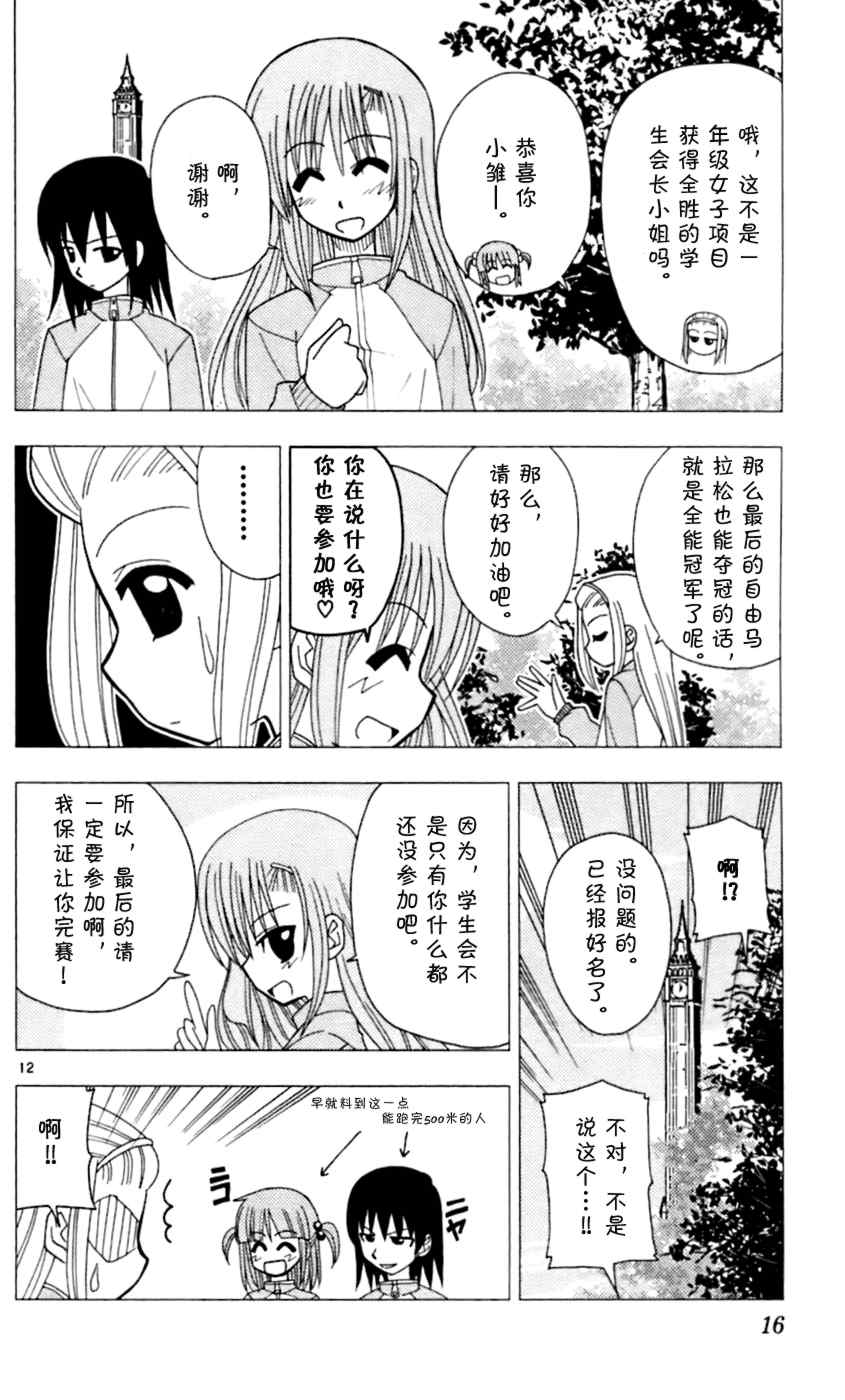 哦，这不是一
年级女子项目
获得全胜的学
生会长小姐吗。
恭喜你
小雏—。
啊，
谢谢。
那么最后的自由马
拉松也能夺冠的话，
就是全能冠军了呢。
那么，
请好好加油吧。
你在说什么呀？
你也要参加哦♡
………
啊!?
没问题的。
已经报好名了。
不对，不是
说这个…!!
因为，学生会不
是只有你什么都
还没参加吧。
所以，最后的请
一定要参加啊，
我保证让你完赛！
12
早就料到这一点
能跑完500米的人
ニヤ
ニコ
啊!!
16